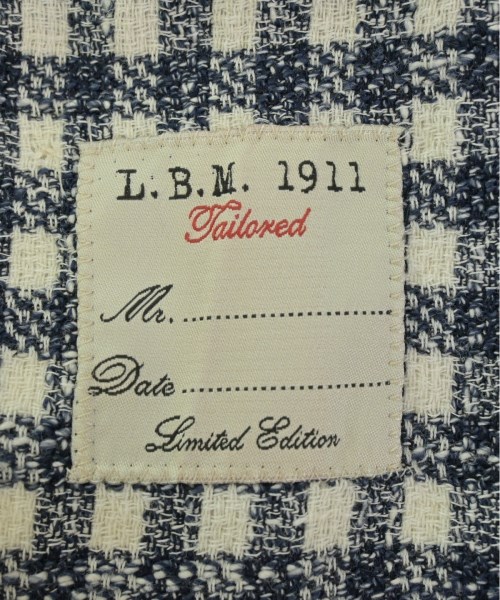 L.B.M. 1911
Tailored
Mr. ..............................
Date ..............................
Limited Edition